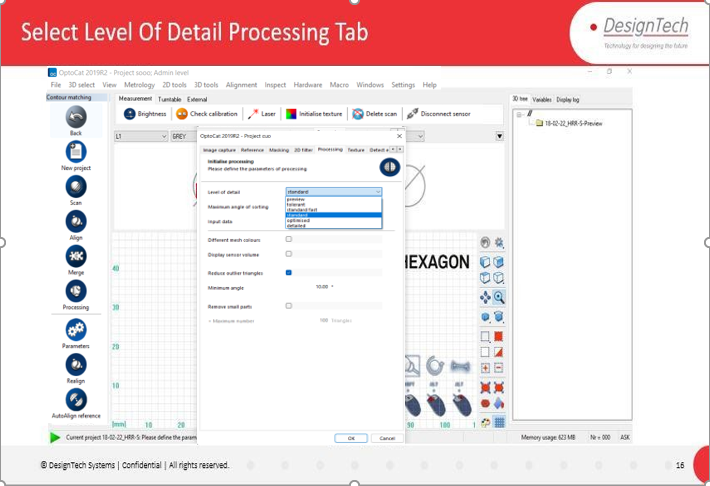 Select Level Of Detail Processing Tab
DesignTech
Technology for designing the future
OptoCat 2019R2 - Project sooo; Admin level
File 3D select View Metrology 2D tools 3D tools Alignment Inspect Hardware Macro Windows Settings Help
Contour matching
Measurement Turntable External
3D tree Variables Display log
Brightness Check calibration Laser Initialise texture Delete scan Disconnect sensor
18-02-22_HRR-S-Preview
L1 GREY
Back
New project
Scan
Align
Merge
Processing
Parameters
Realign
AutoAlign reference
OptoCat 2019R2 - Project suo
Image capture Reference Masking 2D filter Processing Texture Detect a
Initialise processing
Please define the parameters of processing
Level of detail standard
preview
tolerant
standard fast
standard
optimised
detailed
Maximum angle of sorting
Input data
Different mesh colours
Display sensor volume
Reduce outlier triangles
Minimum angle 10.00 °
Remove small parts
< Maximum number 100 Triangles
OK Cancel
HEXAGON
40
30
20
10
[mm] 10 20
90 100 1
ALT ALT
Current project 18-02-22_HRR-S: Please define the param
Memory usage: 623 MB Nr = 000 ASK
© DesignTech Systems | Confidential | All rights reserved.
16